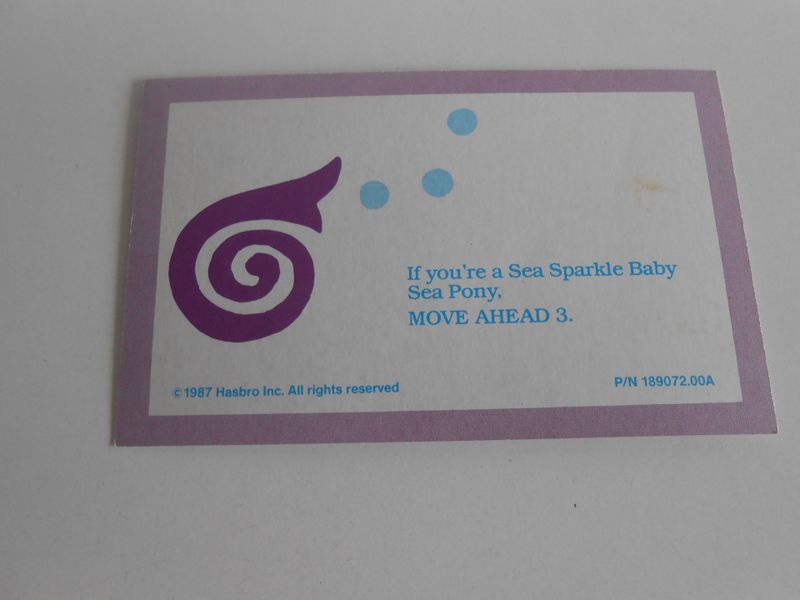 If you're a Sea Sparkle Baby
Sea Pony,
MOVE AHEAD 3.
©1987 Hasbro Inc. All rights reserved
P/N 189072.00A